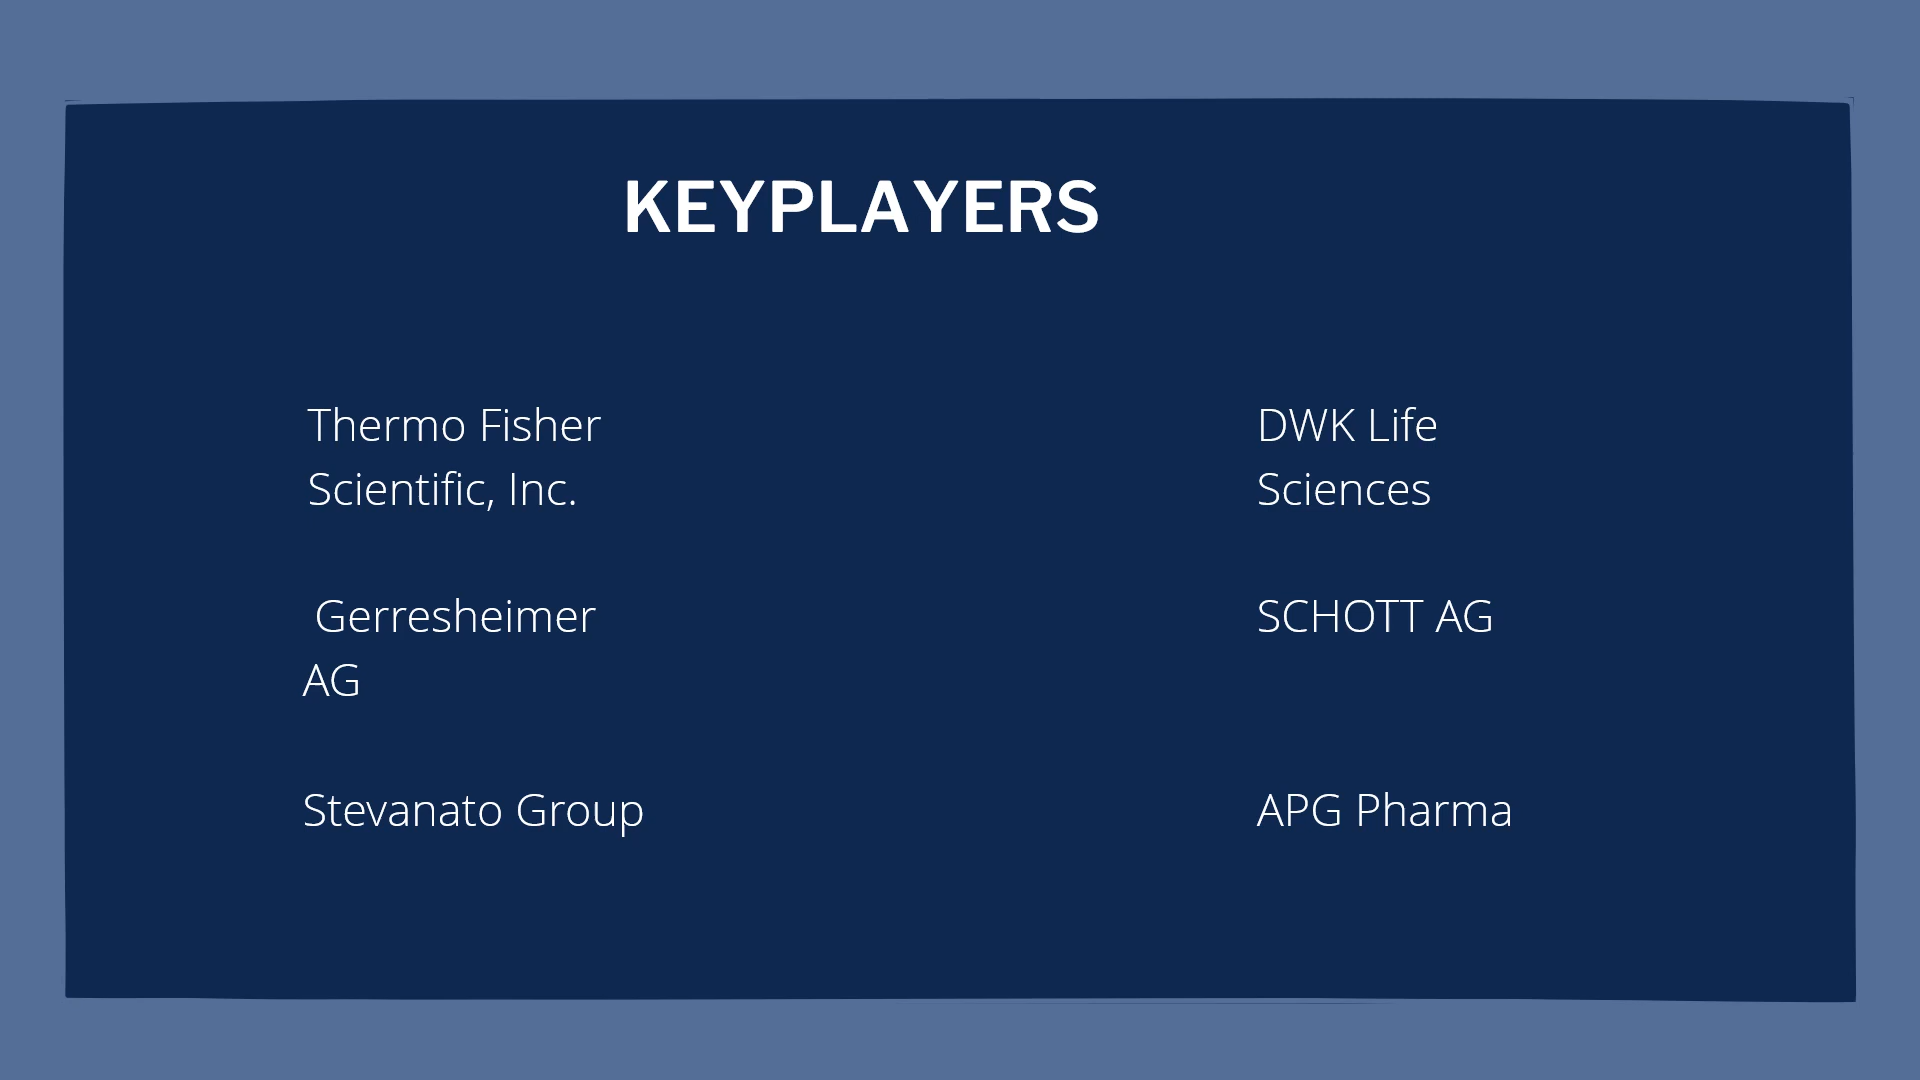 KEYPLAYERS
Thermo Fisher
Scientific, Inc.
DWK Life
Sciences
Gerresheimer
AG
SCHOTT AG
Stevanato Group
APG Pharma